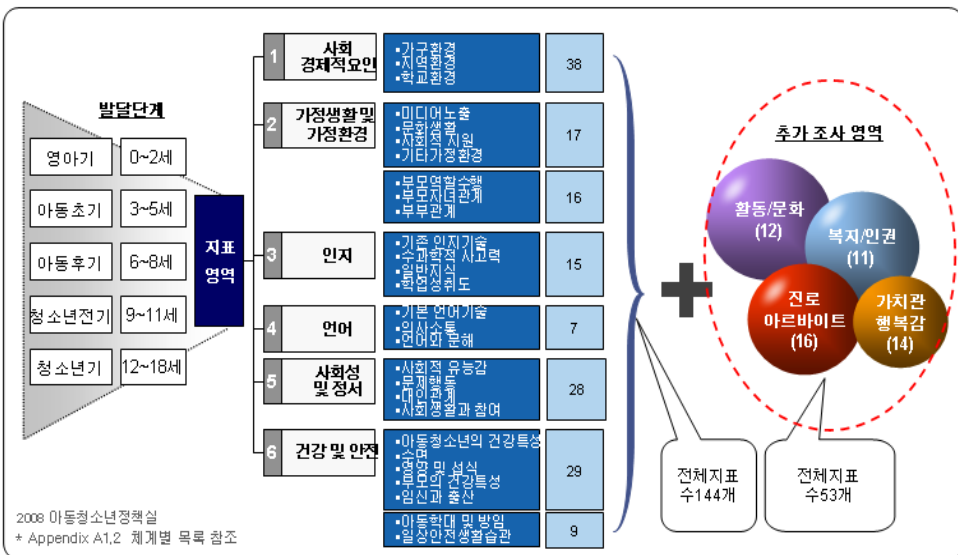 발달단계
영아기 0~2세
아동초기 3~5세
아동후기 6~8세
청소년전기 9~11세
청소년기 12~18세
지표
영역
1 사회
경제적요인
▪가구환경
▪지역환경
▪학교환경
38
2 가정생활 및
가정환경
▪미디어노출
▪문화생활
▪사회적 지원
▪기타가정환경
17
▪부모역할수행
▪부모자녀관계
▪부부관계
16
3 인지
▪기존 인지기술
▪수과학적 사고력
▪일반지식
▪학업성취도
15
4 언어
▪기본 언어기술
▪의사소통
▪언어와 문해
7
5 사회성
및 정서
▪사회적 유능감
▪문제행동
▪대인관계
▪사회생활과 참여
28
6 건강 및 안전
▪아동청소년의 건강특성
▪수면
▪영양 및 섭식
▪부모의 건강특성
▪임신과 출산
29
▪아동학대 및 방임
▪일상안전생활습관
9
추가 조사 영역
활동/문화
(12)
복지/인권
(11)
진로
아르바이트
(16)
가치관
행복감
(14)
전체지표
수144개
전체지표
수53개
2008 아동청소년정책실
* Appendix A1,2 체계별 목록 참조